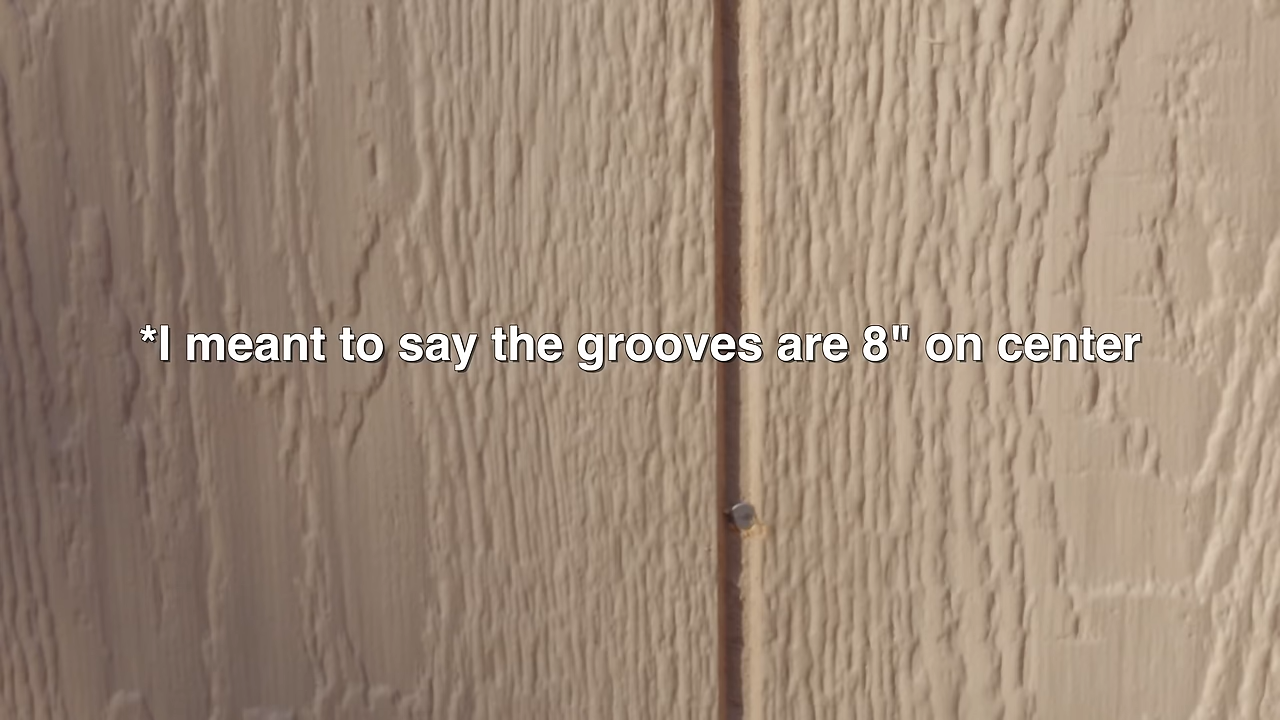 *I meant to say the grooves are 8" on center